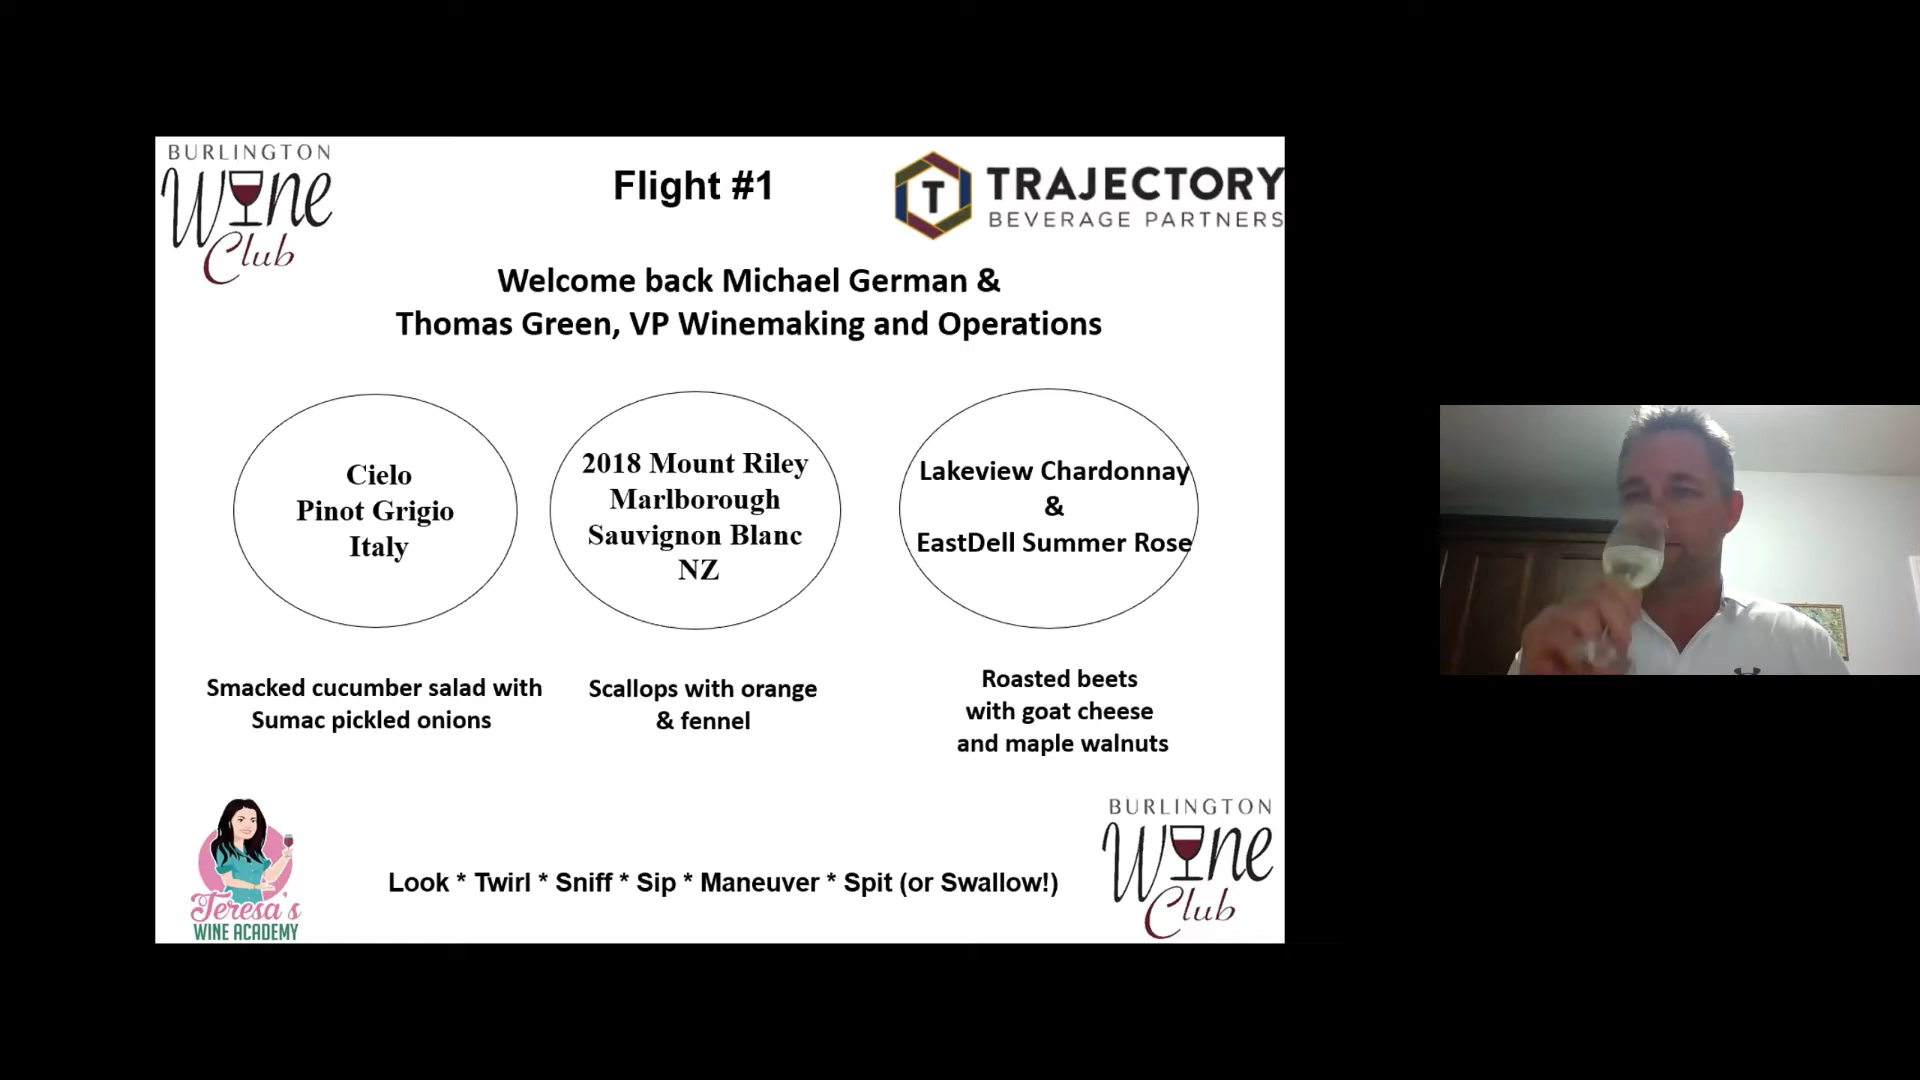 BURLINGTON
Wine
Club
Flight #1
T
TRAJECTORY
BEVERAGE PARTNERS
Welcome back Michael German &
Thomas Green, VP Winemaking and Operations
Cielo
Pinot Grigio
Italy
2018 Mount Riley
Marlborough
Sauvignon Blanc
NZ
Lakeview Chardonnay
&
EastDell Summer Rose
Smacked cucumber salad with
Sumac pickled onions
Scallops with orange
& fennel
Roasted beets
with goat cheese
and maple walnuts
Teresa's
WINE ACADEMY
Look * Twirl * Sniff * Sip * Maneuver * Spit (or Swallow!)
BURLINGTON
Wine
Club